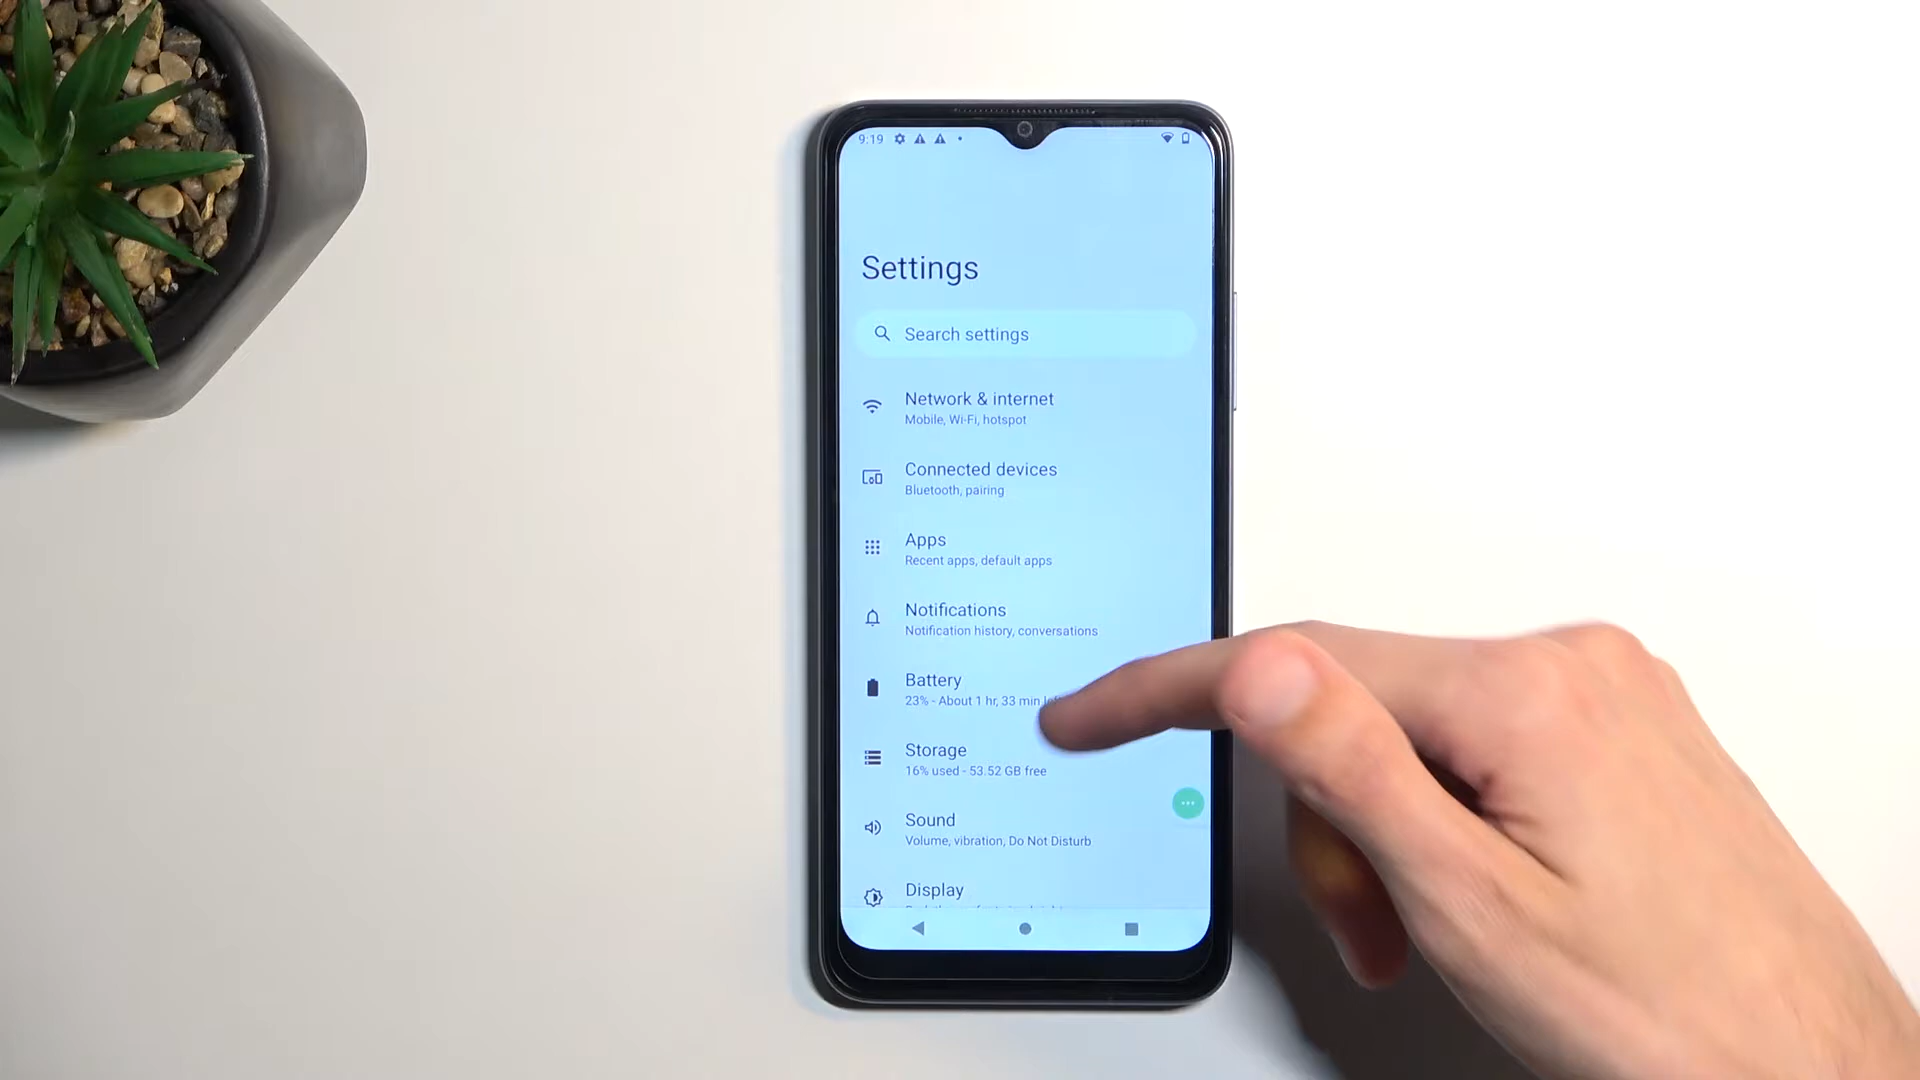 9:19
Settings
Search settings
Network & internet
Mobile, Wi-Fi, hotspot
Connected devices
Bluetooth, pairing
Apps
Recent apps, default apps
Notifications
Notification history, conversations
Battery
23% - About 1 hr, 33 min
Storage
16% used - 53.52 GB free
Sound
Volume, vibration, Do Not Disturb
Display